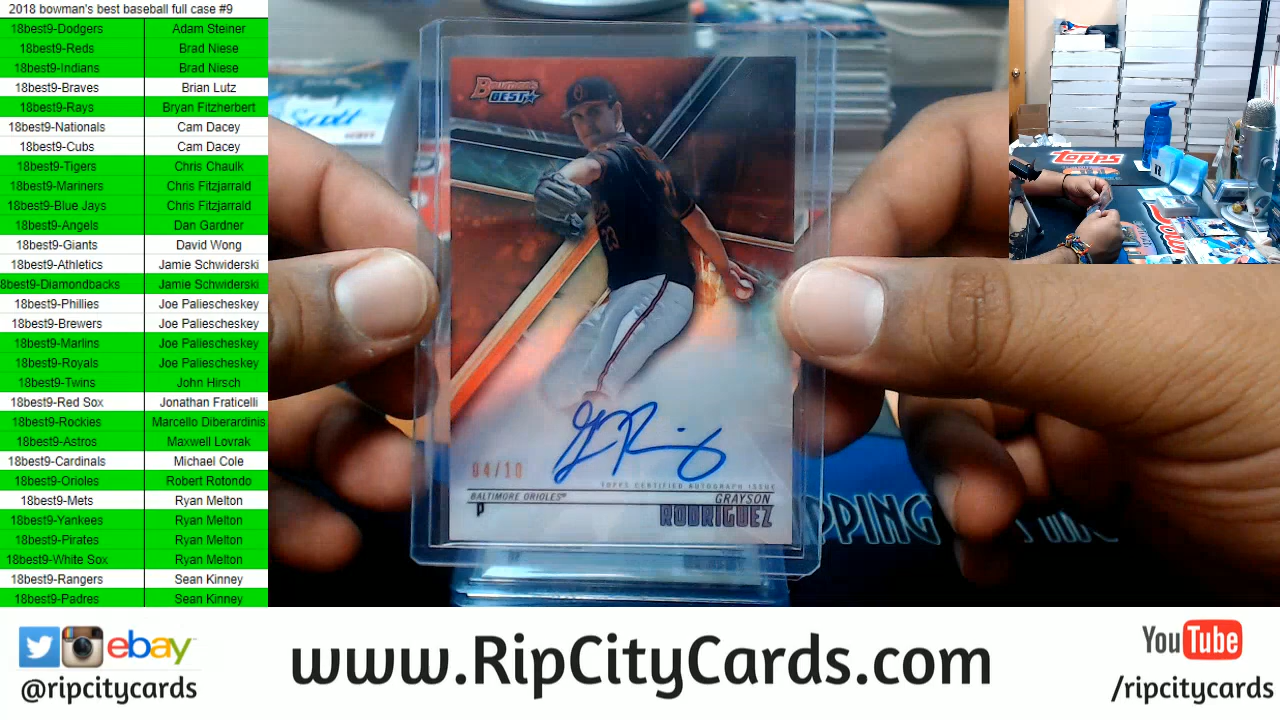 2018 bowman's best baseball full case #9
18best9-Dodgers Adam Steiner
18best9-Reds Brad Niese
18best9-Indians Brad Niese
18best9-Braves Brian Lutz
18best9-Rays Bryan Fitzherbert
18best9-Nationals Cam Dacey
18best9-Cubs Cam Dacey
18best9-Tigers Chris Chaulk
18best9-Mariners Chris Fitzjarrald
18best9-Blue Jays Chris Fitzjarrald
18best9-Angels Dan Gardner
18best9-Giants David Wong
18best9-Athletics Jamie Schwiderski
8best9-Diamondbacks Jamie Schwiderski
18best9-Phillies Joe Paliescheskey
18best9-Brewers Joe Paliescheskey
18best9-Marlins Joe Paliescheskey
18best9-Royals Joe Paliescheskey
18best9-Twins John Hirsch
18best9-Red Sox Jonathan Fraticelli
18best9-Rockies Marcello Diberardinis
18best9-Astros Maxwell Lovrak
18best9-Cardinals Michael Cole
18best9-Orioles Robert Rotondo
18best9-Mets Ryan Melton
18best9-Yankees Ryan Melton
18best9-Pirates Ryan Melton
18best9-White Sox Ryan Melton
18best9-Rangers Sean Kinney
18best9-Padres Sean Kinney
Scott
Bowman's
BEST
23
04/10
TOPPS CERTIFIED AUTOGRAPH ISSUE
BALTIMORE ORIOLES
P
GRAYSON
RODRIGUEZ
PPING
topps
ebay
@ripcitycards
www.RipCityCards.com
YouTube
/ripcitycards